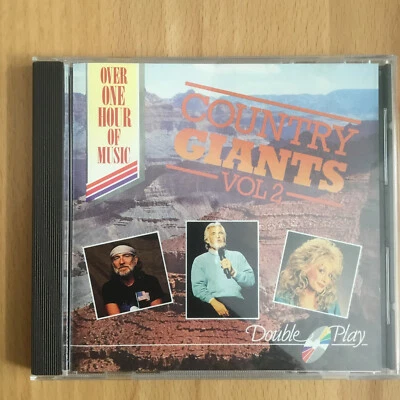 OVER
ONE
HOUR
OF
MUSIC
COUNTRY
GIANTS
VOL 2
Double Play